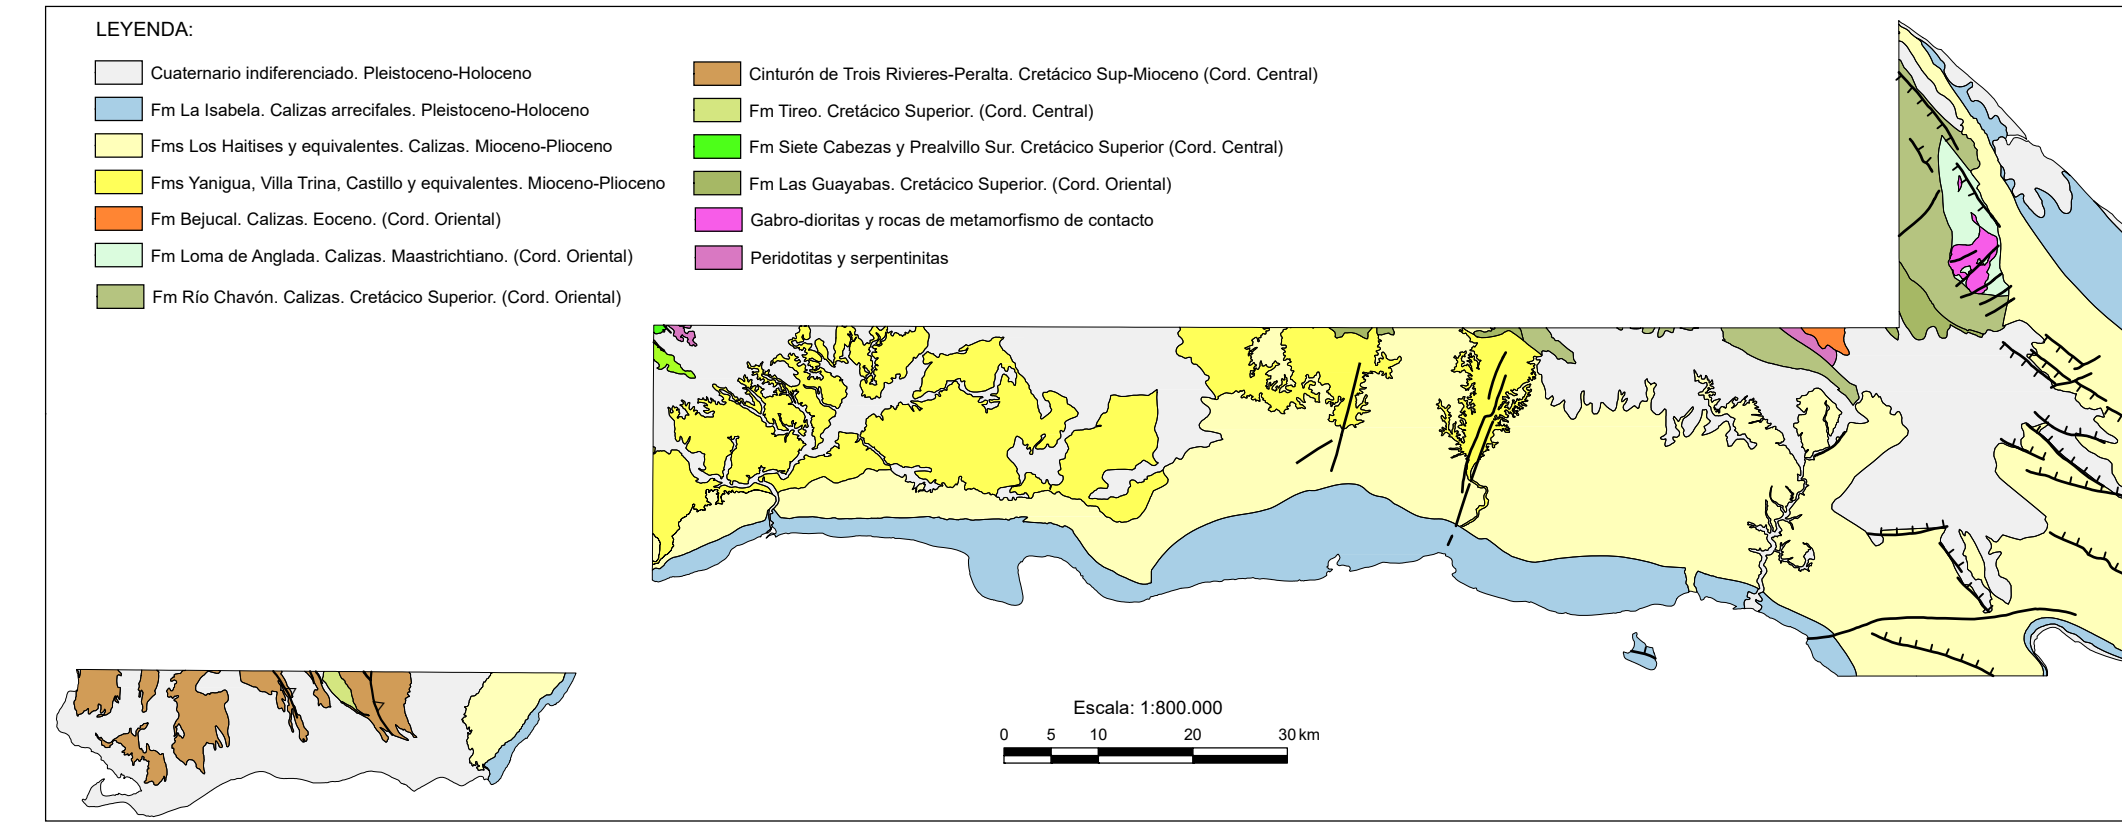 LEYENDA:
Cuaternario indiferenciado. Pleistoceno-Holoceno
Fm La Isabela. Calizas arrecifales. Pleistoceno-Holoceno
Fms Los Haitises y equivalentes. Calizas. Mioceno-Plioceno
Fms Yanigua, Villa Trina, Castillo y equivalentes. Mioceno-Plioceno
Fm Bejucal. Calizas. Eoceno. (Cord. Oriental)
Fm Loma de Anglada. Calizas. Maastrichtiano. (Cord. Oriental)
Fm Río Chavón. Calizas. Cretácico Superior. (Cord. Oriental)
Cinturón de Trois Rivieres-Peralta. Cretácico Sup-Mioceno (Cord. Central)
Fm Tireo. Cretácico Superior. (Cord. Central)
Fm Siete Cabezas y Prealvillo Sur. Cretácico Superior (Cord. Central)
Fm Las Guayabas. Cretácico Superior. (Cord. Oriental)
Gabro-dioritas y rocas de metamorfismo de contacto
Peridotitas y serpentinitas
Escala: 1:800.000
0 5 10 20 30 km